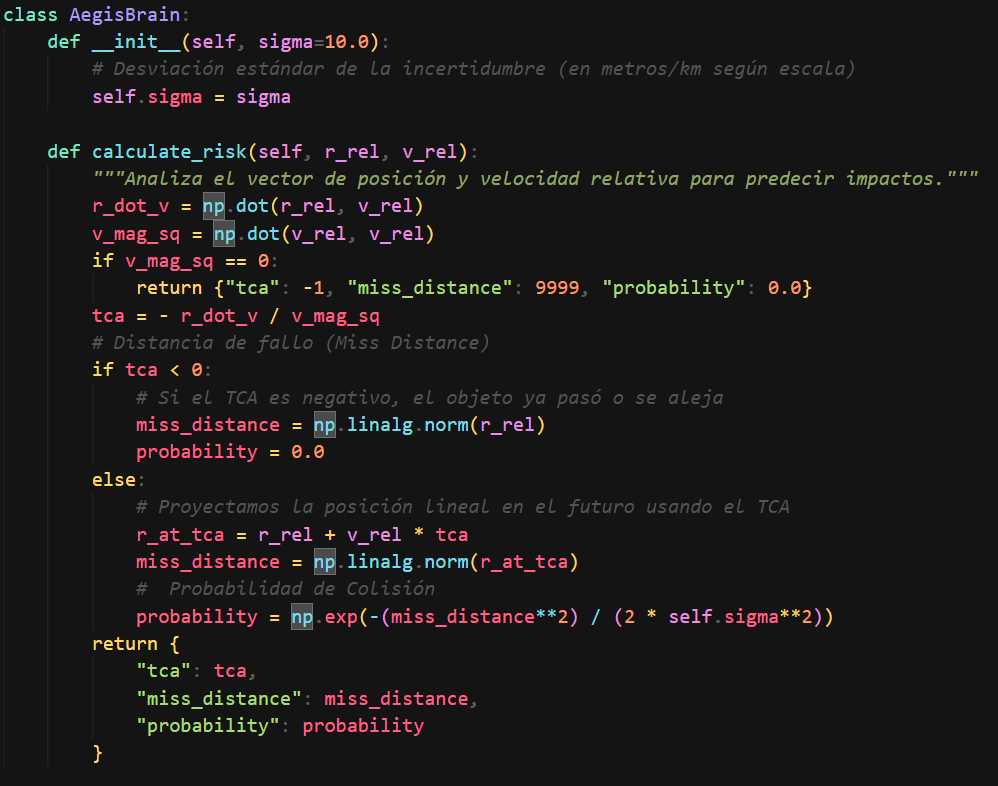 class AegisBrain:
    def __init__(self, sigma=10.0):
        # Desviación estándar de la incertidumbre (en metros/km según escala)
        self.sigma = sigma

    def calculate_risk(self, r_rel, v_rel):
        """Analiza el vector de posición y velocidad relativa para predecir impactos."""
        r_dot_v = np.dot(r_rel, v_rel)
        v_mag_sq = np.dot(v_rel, v_rel)
        if v_mag_sq == 0:
            return {"tca": -1, "miss_distance": 9999, "probability": 0.0}
        tca = - r_dot_v / v_mag_sq
        # Distancia de fallo (Miss Distance)
        if tca < 0:
            # Si el TCA es negativo, el objeto ya pasó o se aleja
            miss_distance = np.linalg.norm(r_rel)
            probability = 0.0
        else:
            # Proyectamos la posición lineal en el futuro usando el TCA
            r_at_tca = r_rel + v_rel * tca
            miss_distance = np.linalg.norm(r_at_tca)
            #  Probabilidad de Colisión
            probability = np.exp(-(miss_distance**2) / (2 * self.sigma**2))
        return {
            "tca": tca,
            "miss_distance": miss_distance,
            "probability": probability
        }